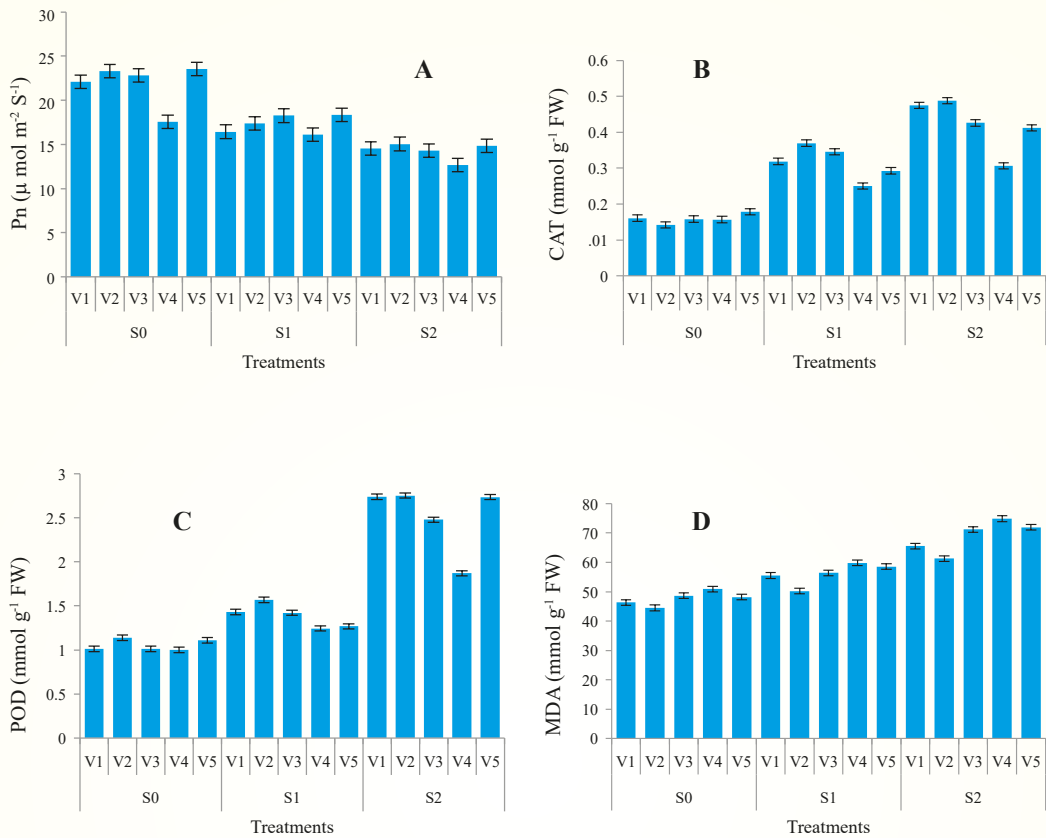 A
Pn (µ mol m-2 S-1)
30
25
20
15
10
5
0
V1 V2 V3 V4 V5 V1 V2 V3 V4 V5 V1 V2 V3 V4 V5
S0 S1 S2
Treatments
B
CAT (mmol g-1 FW)
0.6
0.5
0.4
0.3
0.2
.01
0
V1 V2 V3 V4 V5 V1 V2 V3 V4 V5 V1 V2 V3 V4 V5
S0 S1 S2
Treatments
C
POD (mmol g-1 FW)
3
2.5
2
1.5
1
0.5
0
V1 V2 V3 V4 V5 V1 V2 V3 V4 V5 V1 V2 V3 V4 V5
S0 S1 S2
Treatments
D
MDA (mmol g-1 FW)
80
70
60
50
40
30
20
10
0
V1 V2 V3 V4 V5 V1 V2 V3 V4 V5 V1 V2 V3 V4 V5
S0 S1 S2
Treatments